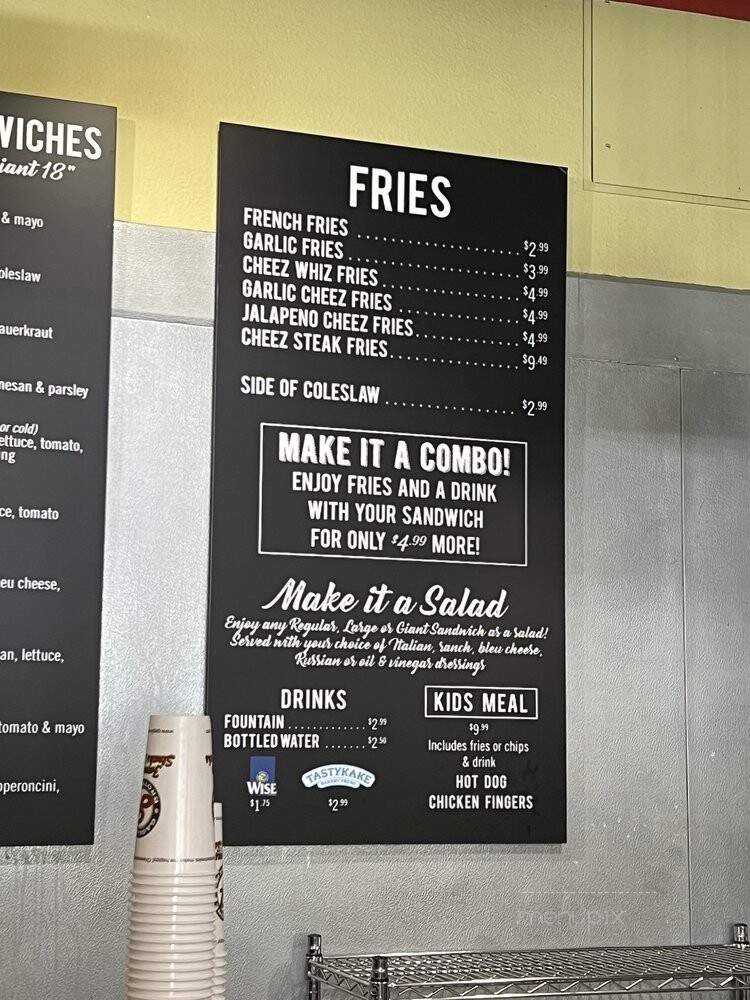 WICHES
iant 18"
& mayo
oleslaw
auerkraut
mesan & parsley
or cold)
ettuce, tomato,
ng
ce, tomato
eu cheese,
an, lettuce,
tomato & mayo
pperoncini,
FRIES
FRENCH FRIES $2.99
GARLIC FRIES $3.99
CHEEZ WHIZ FRIES $4.99
GARLIC CHEEZ FRIES $4.99
JALAPENO CHEEZ FRIES $4.99
CHEEZ STEAK FRIES $9.49
SIDE OF COLESLAW $2.99
MAKE IT A COMBO!
ENJOY FRIES AND A DRINK
WITH YOUR SANDWICH
FOR ONLY $4.99 MORE!
Make it a Salad
Enjoy any Regular, Large or Giant Sandwich as a salad!
Served with your choice of Italian, ranch, bleu cheese,
Russian or oil & vinegar dressings
DRINKS
FOUNTAIN $2.99
BOTTLED WATER $2.50
WISE
$1.75
TASTYKAKE
$2.99
KIDS MEAL
$9.99
Includes fries or chips
& drink
HOT DOG
CHICKEN FINGERS
menupix